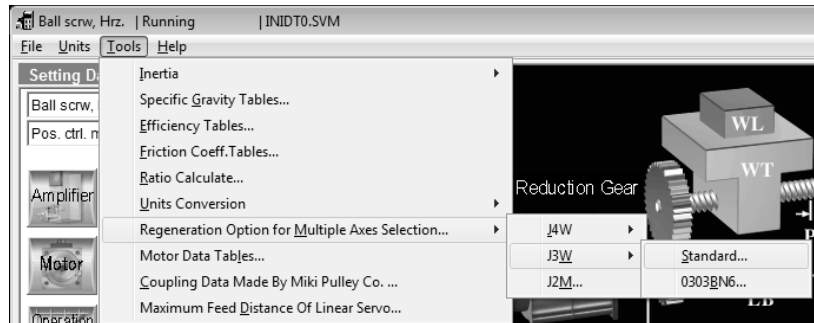 Ball scrw, Hrz. | Running | INIDT0.SVM
File Units Tools Help
Setting D
Ball scrw,
Pos. ctrl. m
Amplifier
Motor
Operation
Inertia
Specific Gravity Tables...
Efficiency Tables...
Friction Coeff.Tables...
Ratio Calculate...
Units Conversion
Regeneration Option for Multiple Axes Selection...
Motor Data Tables...
Coupling Data Made By Miki Pulley Co. ...
Maximum Feed Distance Of Linear Servo...
J4W
J3W
J2M...
Standard...
0303BN6...
Reduction Gear
WL
WT
LB